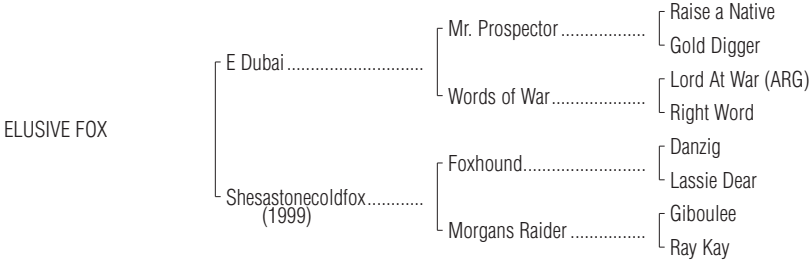 Raise a Native
Mr. Prospector
Gold Digger
E Dubai
Lord At War (ARG)
Words of War
Right Word
ELUSIVE FOX
Danzig
Foxhound
Lassie Dear
Shesastonecoldfox
(1999)
Giboulee
Morgans Raider
Ray Kay